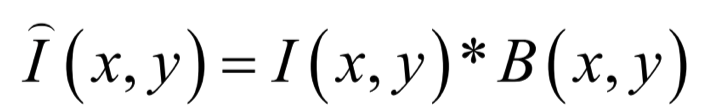 Î(x, y) = I(x, y) * B(x, y)